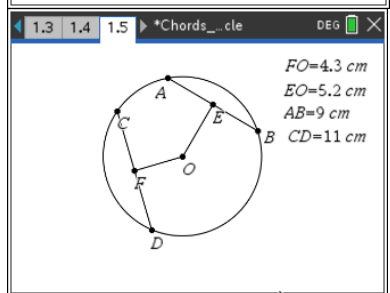 1.3 1.4 1.5 *Chords_...cle DEG X
FO=4.3 cm
EO=5.2 cm
AB=9 cm
CD=11 cm
A
E
C
B
F
O
D